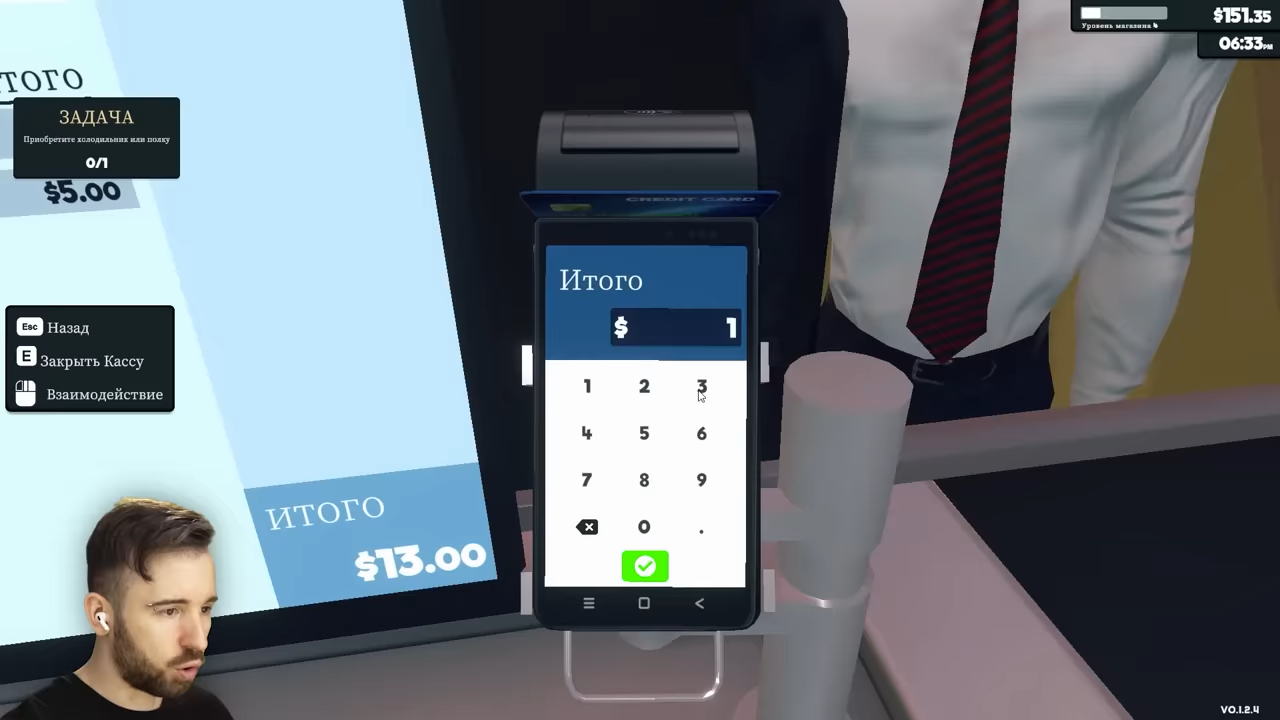 $151.35
Уровень магазина
06:33PM
ИТОГО
ЗАДАЧА
Приобретите холодильник или полку
0/1
$5.00
CREDIT CARD
Итого
$ 1
Esc Назад
E Закрыть Кассу
Взаимодействие
1 2 3
4 5 6
7 8 9
0 .
ИТОГО
$13.00
V0.1.2.4